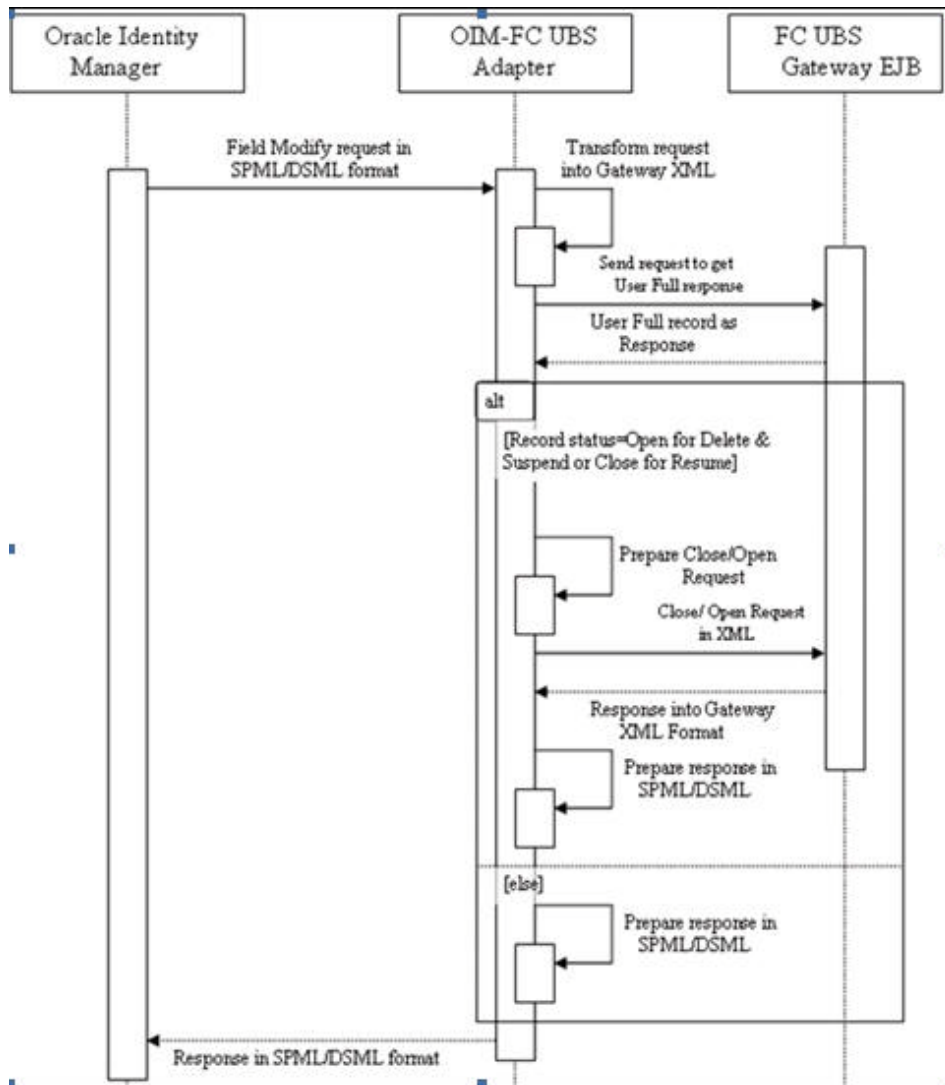 Oracle Identity
Manager
OIM-FC UBS
Adapter
FC UBS
Gateway EJB
Field Modify request in
SPML/DSML format
Transform request
into Gateway XML
Send request to get
User Full response
User Full record as
Response
alt
[Record status=Open for Delete &
Suspend or Close for Resume]
Prepare Close/Open
Request
Close/ Open Request
in XML
Response into Gateway
XML Format
Prepare response in
SPML/DSML
[else]
Prepare response in
SPML/DSML
Response in SPML/DSML format